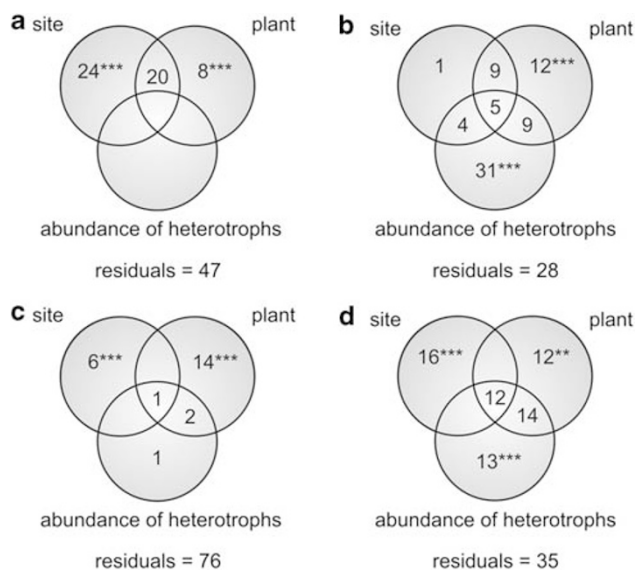 a
site plant
24*** 20 8***
abundance of heterotrophs
residuals = 47
b
site plant
1 9 12***
5
4 9
31***
abundance of heterotrophs
residuals = 28
c
site plant
6*** 14***
1
2
1
abundance of heterotrophs
residuals = 76
d
site plant
16*** 12**
12
14
13***
abundance of heterotrophs
residuals = 35